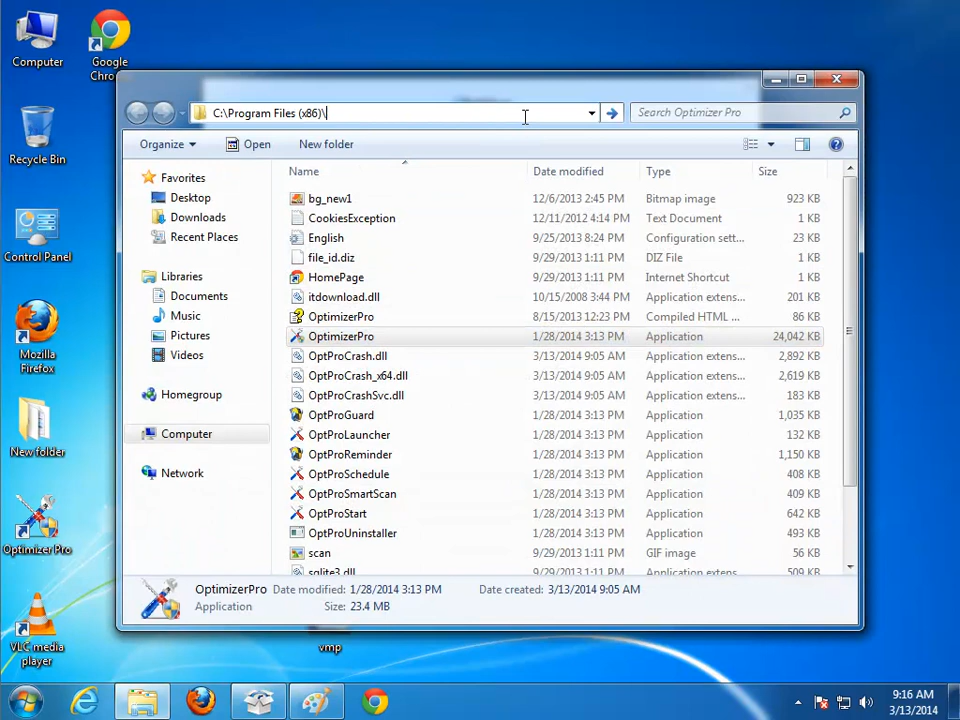 Computer
Google
Chro
Recycle Bin
Control Panel
Mozilla
Firefox
New folder
Optimizer Pro
VLC media
player
vmp
C:\Program Files (x86)\
Search Optimizer Pro
Organize
Open
New folder
Name
Date modified
Type
Size
Favorites
Desktop
Downloads
Recent Places
Libraries
Documents
Music
Pictures
Videos
Homegroup
Computer
Network
bg_new1 12/6/2013 2:45 PM Bitmap image 923 KB
CookiesException 12/11/2012 4:14 PM Text Document 1 KB
English 9/25/2013 8:24 PM Configuration sett... 23 KB
file_id.diz 9/29/2013 1:11 PM DIZ File 1 KB
HomePage 9/29/2013 1:11 PM Internet Shortcut 1 KB
itdownload.dll 10/15/2008 3:44 PM Application extens... 201 KB
OptimizerPro 8/15/2013 12:23 PM Compiled HTML ... 86 KB
OptimizerPro 1/28/2014 3:13 PM Application 24,042 KB
OptProCrash.dll 3/13/2014 9:05 AM Application extens... 2,892 KB
OptProCrash_x64.dll 3/13/2014 9:05 AM Application extens... 2,619 KB
OptProCrashSvc.dll 3/13/2014 9:05 AM Application extens... 183 KB
OptProGuard 1/28/2014 3:13 PM Application 1,035 KB
OptProLauncher 1/28/2014 3:13 PM Application 132 KB
OptProReminder 1/28/2014 3:13 PM Application 1,150 KB
OptProSchedule 1/28/2014 3:13 PM Application 408 KB
OptProSmartScan 1/28/2014 3:13 PM Application 409 KB
OptProStart 1/28/2014 3:13 PM Application 642 KB
OptProUninstaller 1/28/2014 3:13 PM Application 493 KB
scan 9/29/2013 1:11 PM GIF image 56 KB
sqlite3.dll 9/29/2013 1:11 PM Application extens... 509 KB
OptimizerPro Date modified: 1/28/2014 3:13 PM Date created: 3/13/2014 9:05 AM
Application Size: 23.4 MB
9:16 AM
3/13/2014